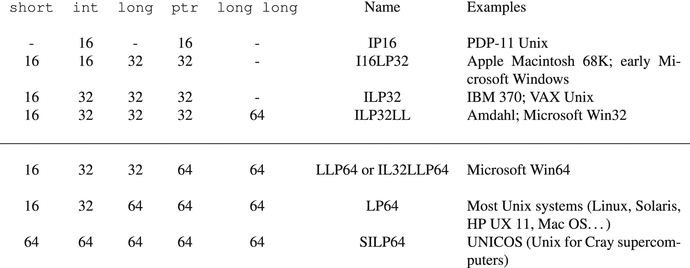 short int long ptr long long Name Examples
- 16 - 16 - IP16 PDP-11 Unix
16 16 32 32 - I16LP32 Apple Macintosh 68K; early Mi-
crosoft Windows
16 32 32 32 - ILP32 IBM 370; VAX Unix
16 32 32 32 64 ILP32LL Amdahl; Microsoft Win32
16 32 32 64 64 LLP64 or IL32LLP64 Microsoft Win64
16 32 64 64 64 LP64 Most Unix systems (Linux, Solaris,
HP UX 11, Mac OS...)
64 64 64 64 64 SILP64 UNICOS (Unix for Cray supercom-
puters)